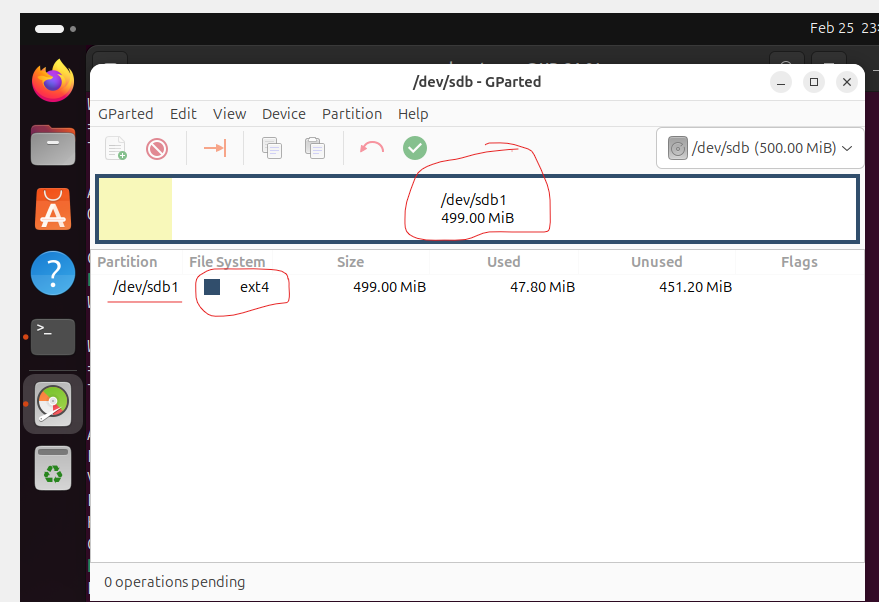 Feb 25 23:
/dev/sdb - GParted
GParted Edit View Device Partition Help
/dev/sdb (500.00 MiB)
/dev/sdb1
499.00 MiB
Partition File System Size Used Unused Flags
/dev/sdb1 ext4 499.00 MiB 47.80 MiB 451.20 MiB
0 operations pending